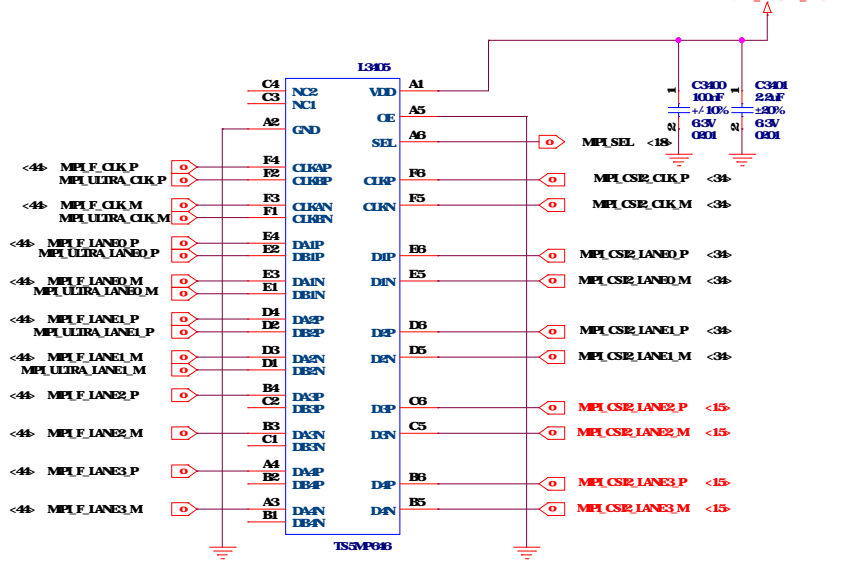 L3405
C4 NC2 VDD A1
C3 NC1
A5 OE
A2 GND
A6 SEL MIPI_SEL <18>
1 C3400 1 C3401
100nF 2.2uF
+/-10% ±20%
2 6.3V 2 6.3V
0201 0201
<44> MIPI_F_CLK_P F4 CLKAP
MIPI_ULTRA_CLK_P F2 CLKBP CLKP F6 MIPI_CSI2_CLK_P <34>
<44> MIPI_F_CLK_M F3 CLKAN CLKN F5 MIPI_CSI2_CLK_M <34>
MIPI_ULTRA_CLK_M F1 CLKBN
<44> MIPI_F_LANE0_P E4 DA1P
MIPI_ULTRA_LANE0_P E2 DB1P D1P E6 MIPI_CSI2_LANE0_P <34>
<44> MIPI_F_LANE0_M E3 DA1N D1N E5 MIPI_CSI2_LANE0_M <34>
MIPI_ULTRA_LANE0_M E1 DB1N
<44> MIPI_F_LANE1_P D4 DA2P
MIPI_ULTRA_LANE1_P D2 DB2P D2P D6 MIPI_CSI2_LANE1_P <34>
<44> MIPI_F_LANE1_M D3 DA2N D2N D5 MIPI_CSI2_LANE1_M <34>
MIPI_ULTRA_LANE1_M D1 DB2N
<44> MIPI_F_LANE2_P B4 DA3P
C2 DB3P D3P C6 MIPI_CSI2_LANE2_P <15>
<44> MIPI_F_LANE2_M B3 DA3N D3N C5 MIPI_CSI2_LANE2_M <15>
C1 DB3N
<44> MIPI_F_LANE3_P A4 DA4P
B2 DB4P D4P B6 MIPI_CSI2_LANE3_P <15>
<44> MIPI_F_LANE3_M A3 DA4N D4N B5 MIPI_CSI2_LANE3_M <15>
B1 DB4N
TS5MP646